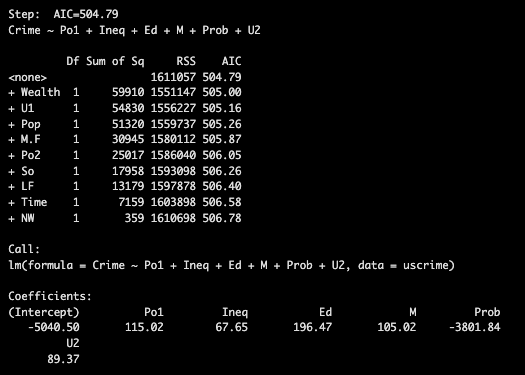 Step:  AIC=504.79
Crime ~ Po1 + Ineq + Ed + M + Prob + U2

         Df Sum of Sq     RSS    AIC
<none>                1611057 504.79
+ Wealth  1     59910 1551147 505.00
+ U1      1     54830 1556227 505.16
+ Pop     1     51320 1559737 505.26
+ M.F     1     30945 1580112 505.87
+ Po2     1     25017 1586040 506.05
+ So      1     17958 1593098 506.26
+ LF      1     13179 1597878 506.40
+ Time    1      7159 1603898 506.58
+ NW      1       359 1610698 506.78

Call:
lm(formula = Crime ~ Po1 + Ineq + Ed + M + Prob + U2, data = uscrime)

Coefficients:
(Intercept)          Po1         Ineq           Ed            M         Prob
   -5040.50       115.02        67.65       196.47       105.02     -3801.84
         U2
      89.37